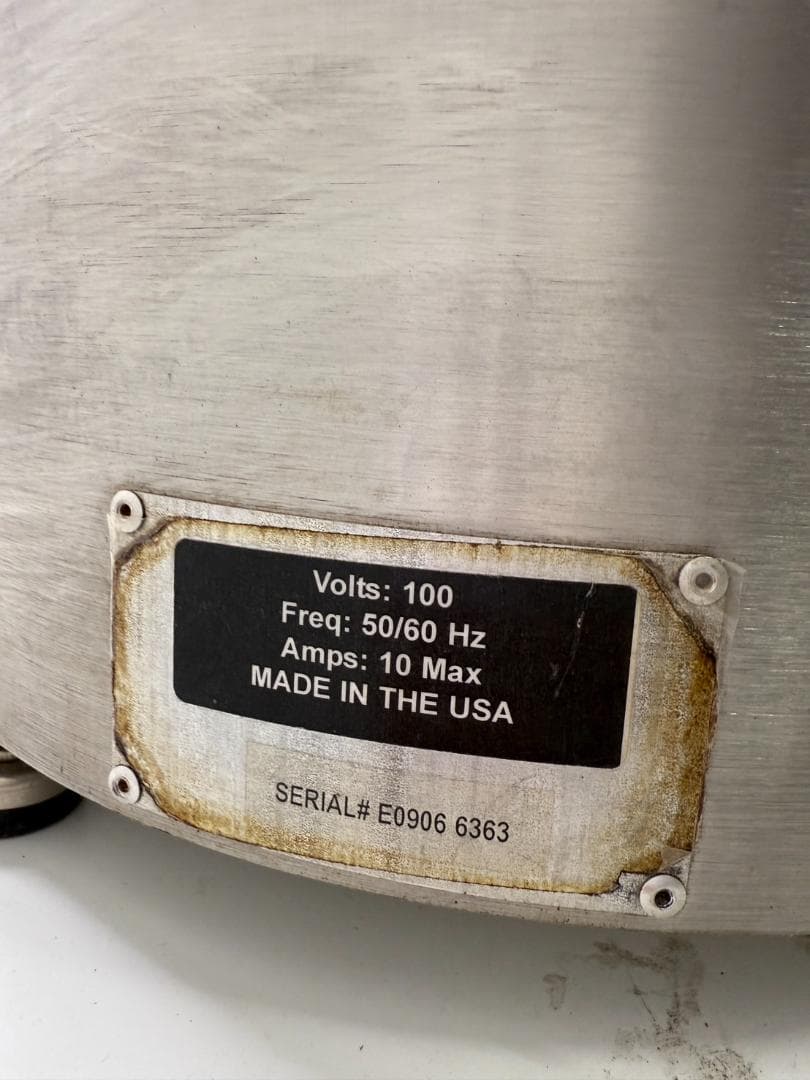 Volts: 100
Freq: 50/60 Hz
Amps: 10 Max
MADE IN THE USA
SERIAL# E0906 6363